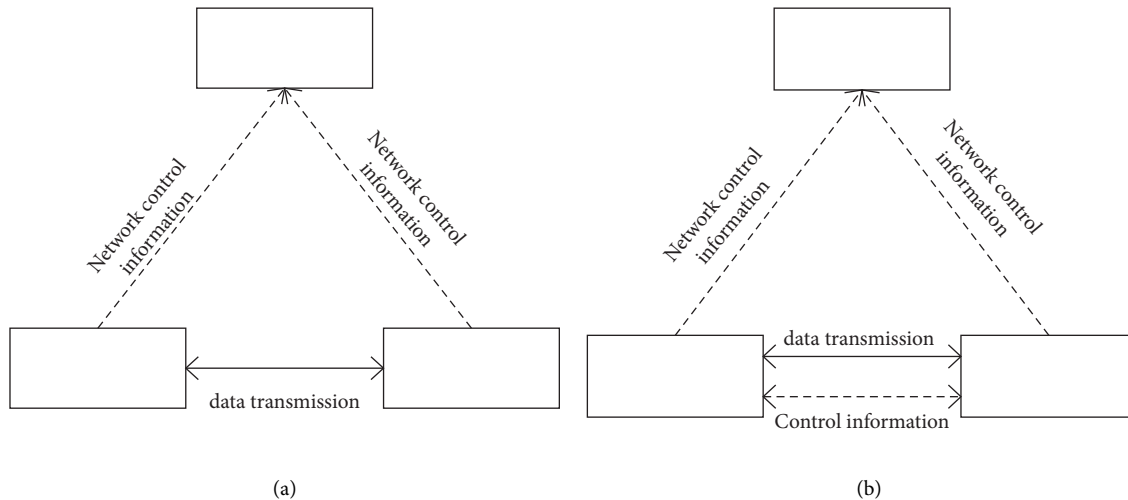 Network control
information
Network control
information
data transmission
(a)
Network control
information
Network control
information
data transmission
Control information
(b)